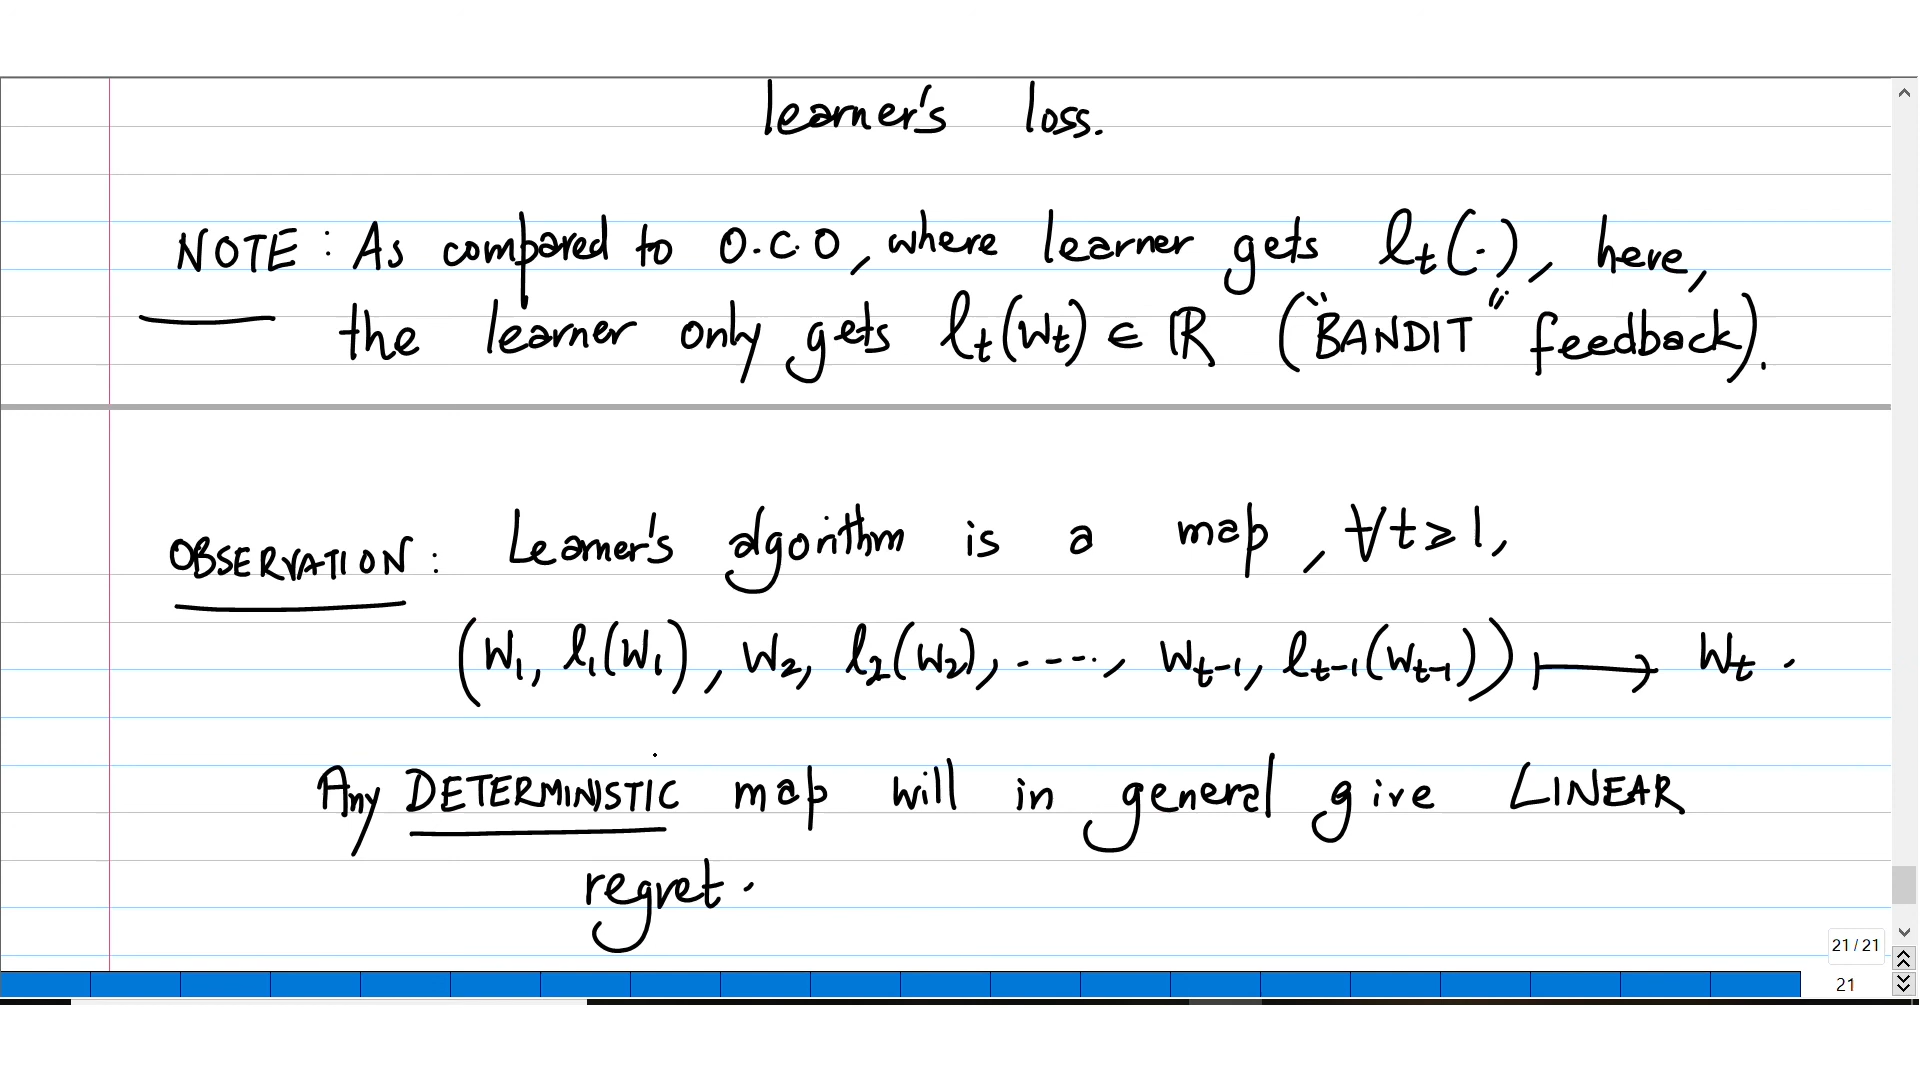 learner's loss.
NOTE : As compared to O.C.O, where learner gets lt(·), here,
the learner only gets lt(wt) ∈ ℝ ("BANDIT" feedback).
OBSERVATION : Learner's algorithm is a map, ∀t⩾1,
(W1, l1(W1), W2, l2(W2), ....., Wt-1, lt-1(Wt-1)) ⟼ Wt.
Any DETERMINISTIC map will in general give LINEAR
regret.
21/21
21